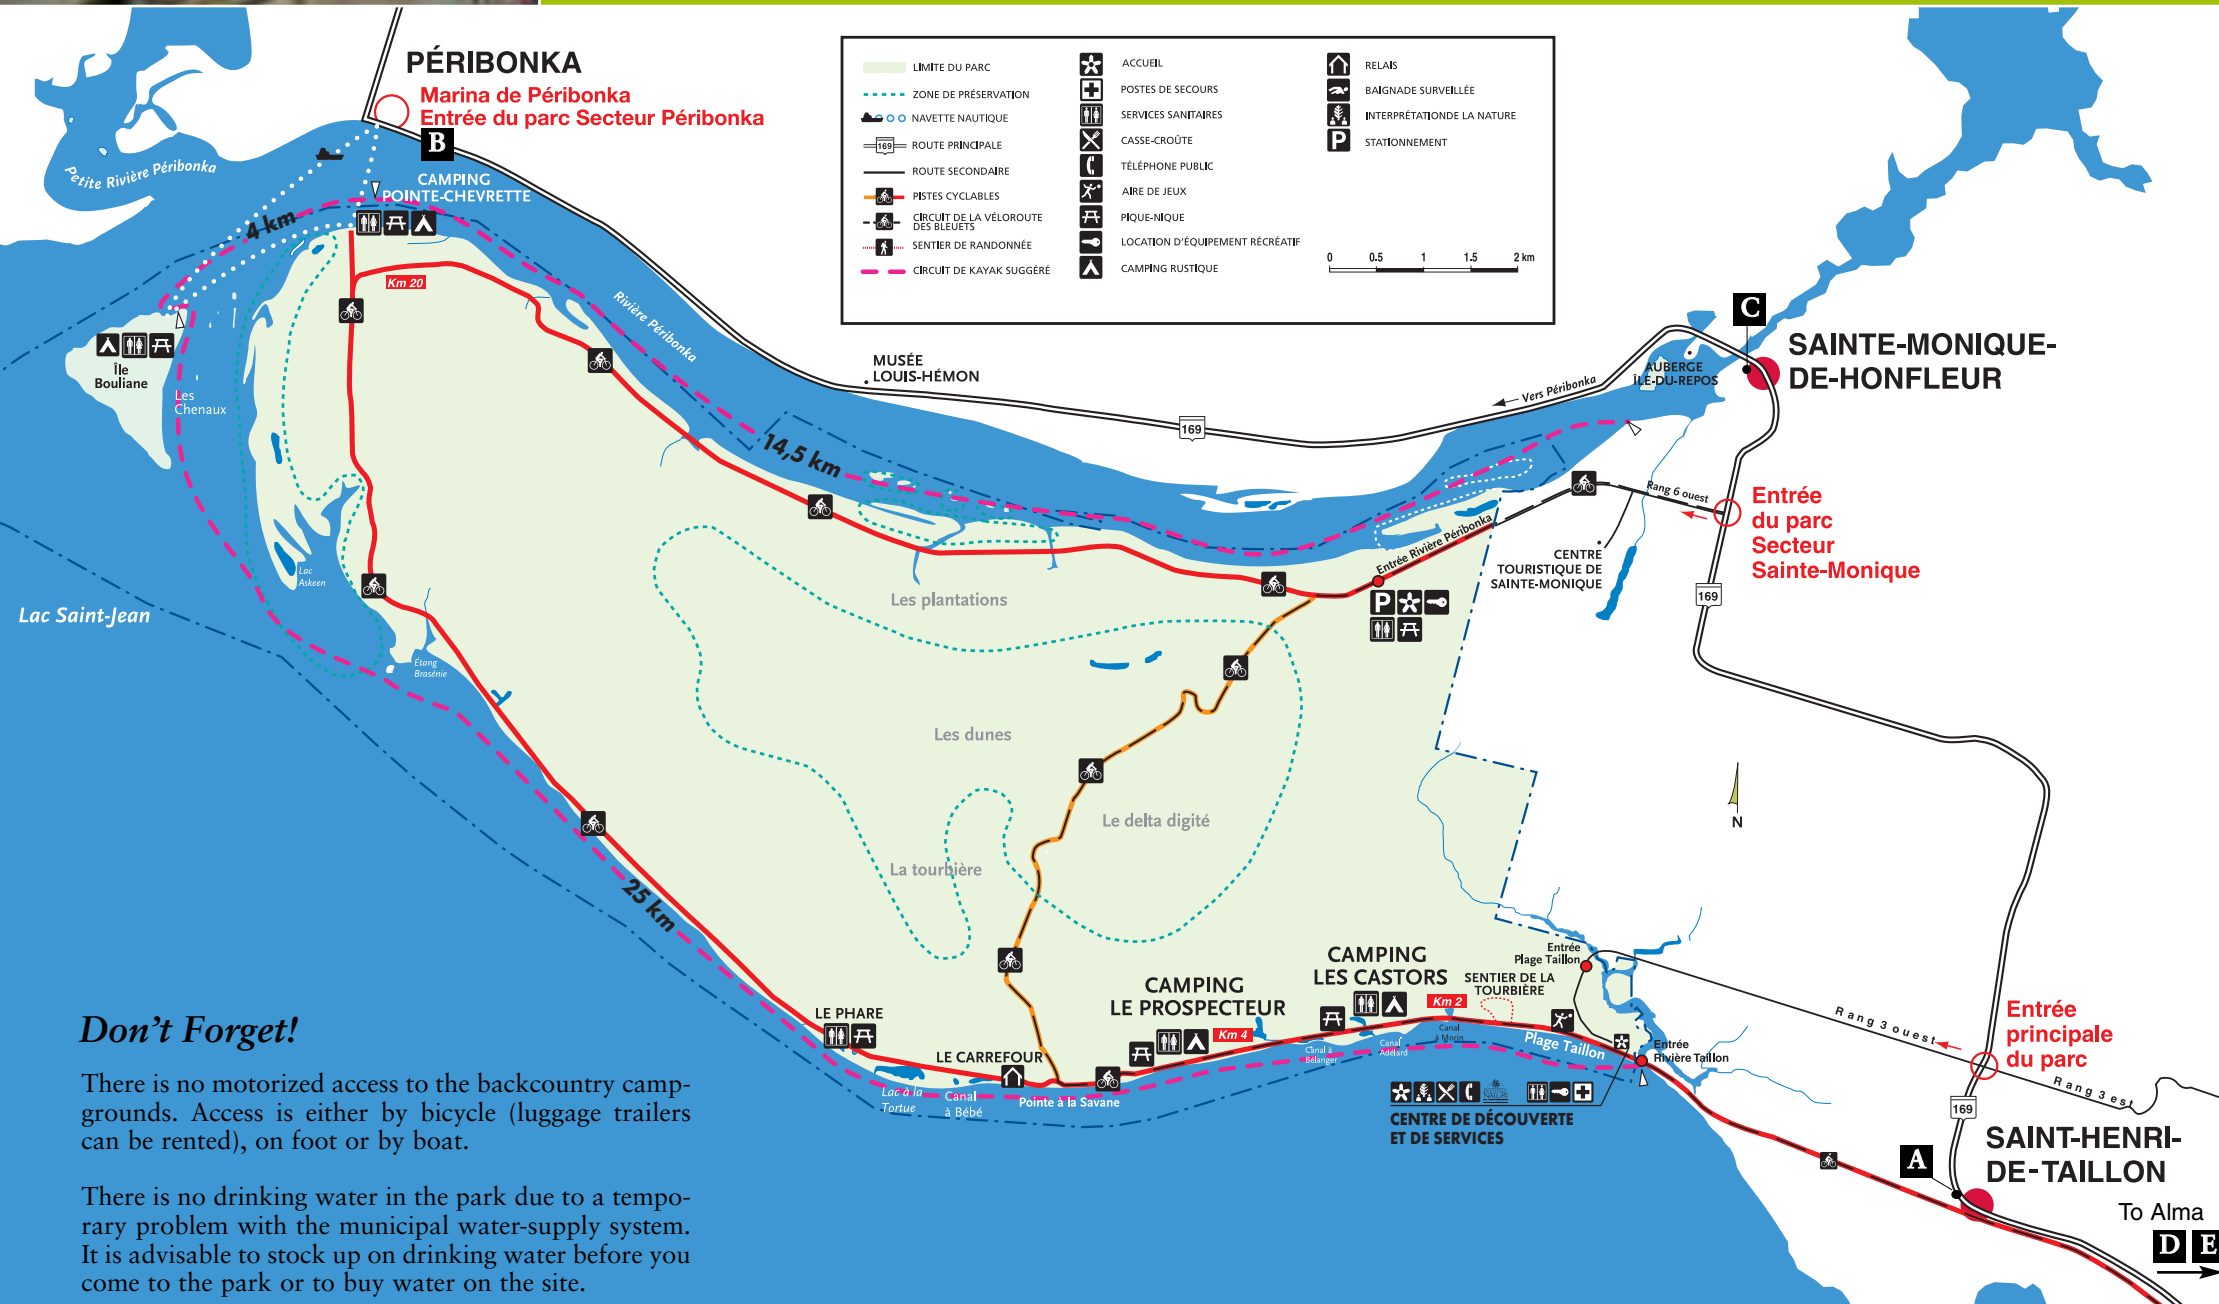 PÉRIBONKA
Marina de Péribonka
Entrée du parc Secteur Péribonka
B
Petite Rivière Péribonka
CAMPING
POINTE-CHEVRETTE
4 km
Km 20
Île
Bouliane
Les
Chenaux
Rivière Péribonka
LIMITE DU PARC
ZONE DE PRÉSERVATION
NAVETTE NAUTIQUE
169
ROUTE PRINCIPALE
ROUTE SECONDAIRE
PISTES CYCLABLES
CIRCUIT DE LA VÉLOROUTE
DES BLEUETS
SENTIER DE RANDONNÉE
CIRCUIT DE KAYAK SUGGÉRÉ
ACCUEIL
POSTES DE SECOURS
SERVICES SANITAIRES
CASSE-CROÛTE
TÉLÉPHONE PUBLIC
AIRE DE JEUX
PIQUE-NIQUE
LOCATION D'ÉQUIPEMENT RÉCRÉATIF
CAMPING RUSTIQUE
RELAIS
BAIGNADE SURVEILLÉE
INTERPRÉTATIONDE LA NATURE
P
STATIONNEMENT
0 0.5 1 1.5 2 km
MUSÉE
LOUIS-HÉMON
169
Vers Péribonka
C
AUBERGE
ÎLE-DU-REPOS
SAINTE-MONIQUE-
DE-HONFLEUR
14,5 km
Rang 6 ouest
Entrée
du parc
Secteur
Sainte-Monique
Entrée Rivière Péribonka
CENTRE
TOURISTIQUE DE
SAINTE-MONIQUE
P
169
Lac
Askeen
Lac Saint-Jean
Étang
Brasénie
Les plantations
Les dunes
Le delta digité
La tourbière
25 km
N
LE PHARE
LE CARREFOUR
Lac à la
Tortue
Canal
à Bébé
Pointe à la Savane
CAMPING
LE PROSPECTEUR
Km 4
CAMPING
LES CASTORS
Km 2
SENTIER DE LA
TOURBIÈRE
Canal à
Bélanger
Canal
Adélard
Canal
à Morin
Plage Taillon
Entrée
Plage Taillon
Entrée
Rivière Taillon
CENTRE DE DÉCOUVERTE
ET DE SERVICES
Rang 3 ouest
Entrée
principale
du parc
Rang 3 est
169
A
SAINT-HENRI-
DE-TAILLON
To Alma
D E
Don't Forget!
There is no motorized access to the backcountry camp-
grounds. Access is either by bicycle (luggage trailers
can be rented), on foot or by boat.
There is no drinking water in the park due to a tempo-
rary problem with the municipal water-supply system.
It is advisable to stock up on drinking water before you
come to the park or to buy water on the site.